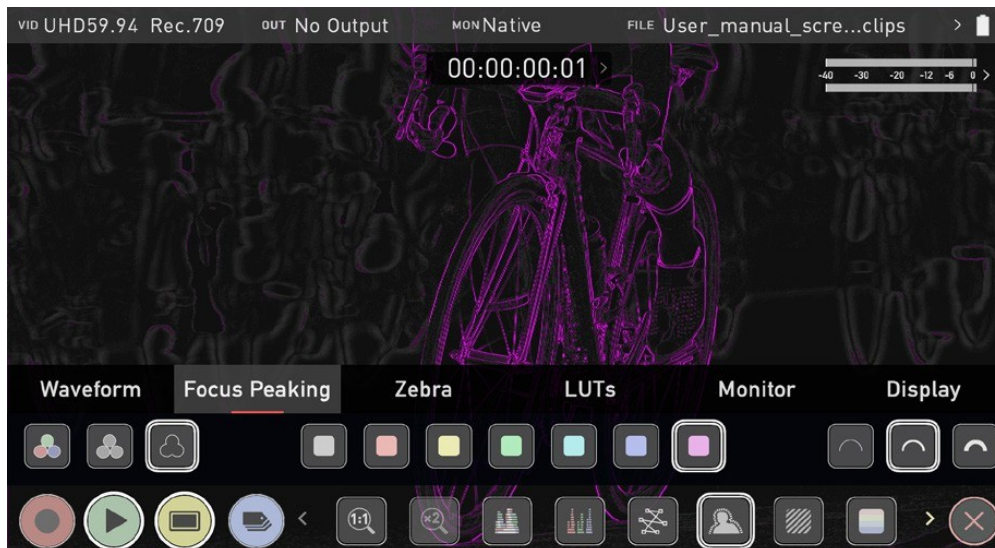 VID UHD59.94 Rec.709 OUT No Output MON Native FILE User_manual_scre...clips >
00:00:00:01 >
-40 -30 -20 -12 -6 0 >
Waveform Focus Peaking Zebra LUTs Monitor Display
< 1:1 ×2 >